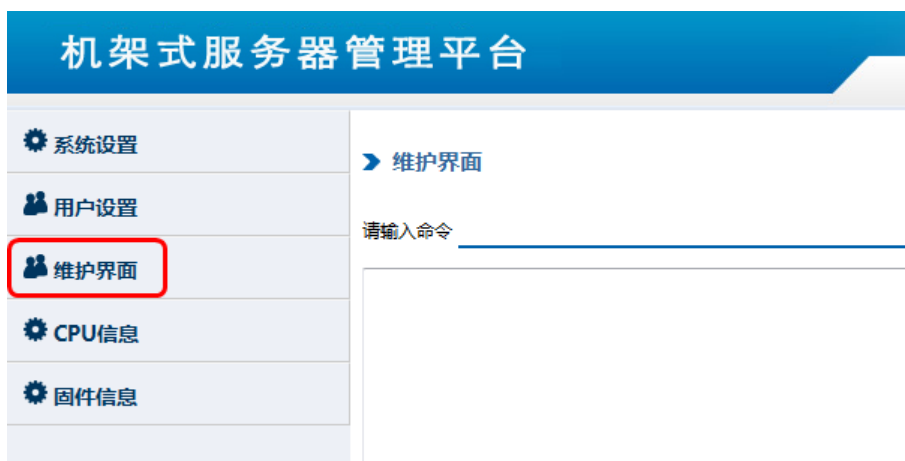 机架式服务器管理平台
系统设置
用户设置
维护界面
CPU信息
固件信息
维护界面
请输入命令